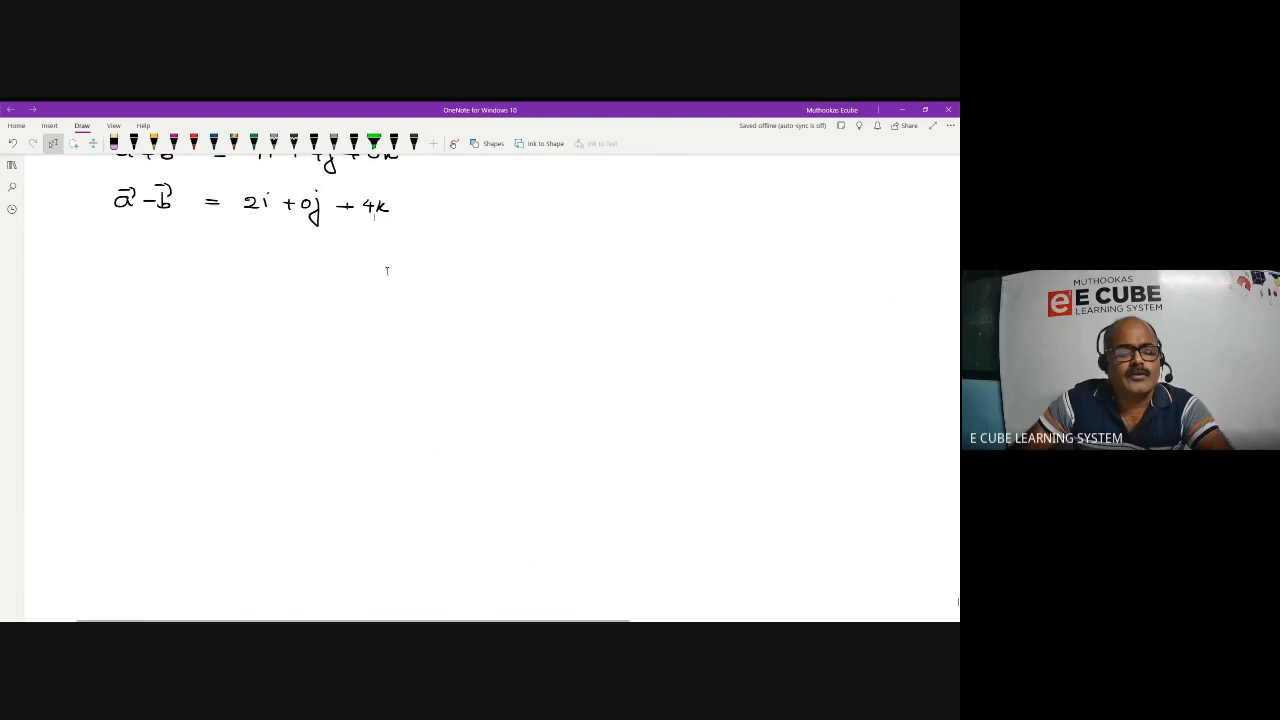 OneNote for Windows 10
Muthookas Ecube
Home Insert Draw View Help
Saved offline (auto-sync is off)
Share
Shapes
Ink to Shape
Ink to Text
a⃗ - b⃗ = 2i + 0j + 4k
MUTHOOKAS
e³ E CUBE
LEARNING SYSTEM
E CUBE LEARNING SYSTEM